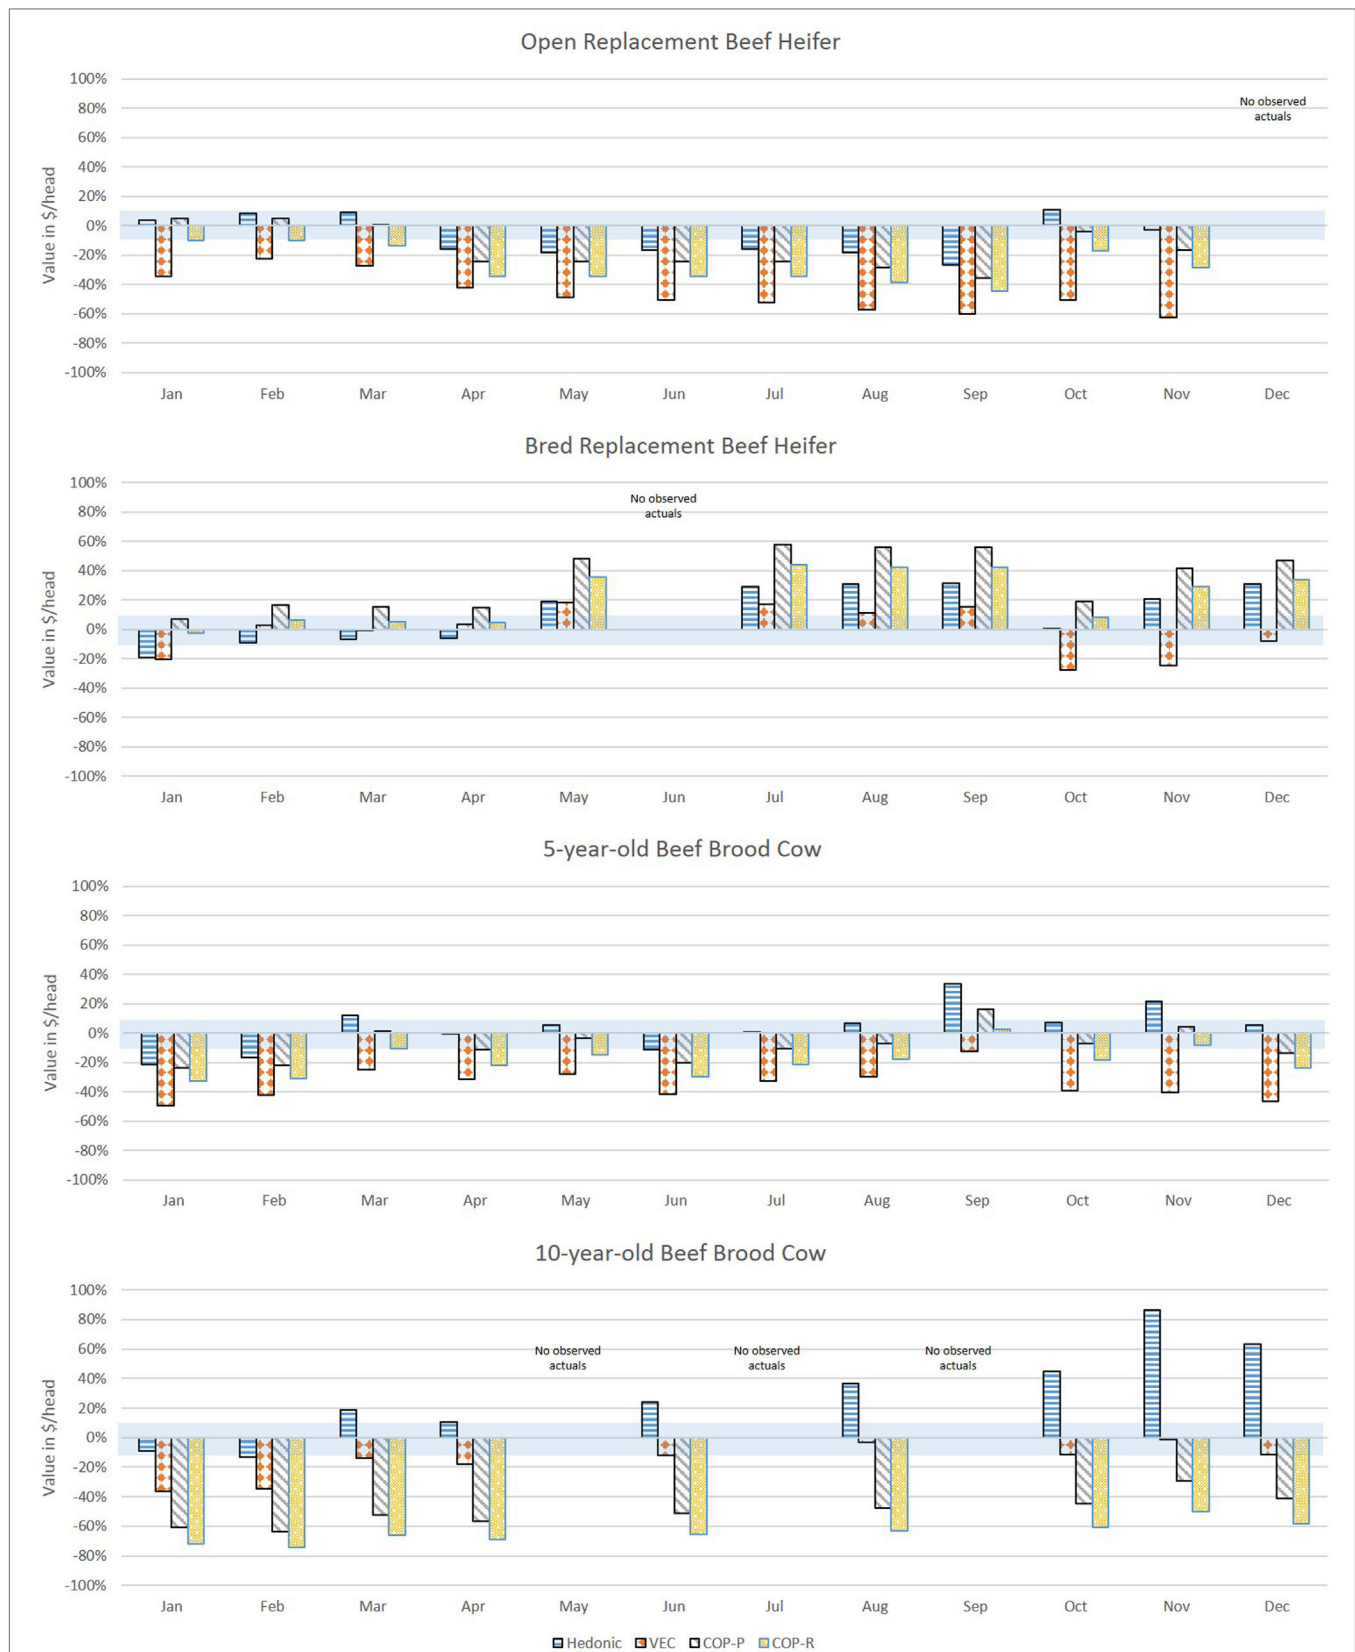 Open Replacement Beef Heifer
100%
80%
60%
40%
20%
0%
-20%
-40%
-60%
-80%
-100%
Value in $/head
No observed
actuals
Jan Feb Mar Apr May Jun Jul Aug Sep Oct Nov Dec
Bred Replacement Beef Heifer
100%
80%
60%
40%
20%
0%
-20%
-40%
-60%
-80%
-100%
Value in $/head
No observed
actuals
Jan Feb Mar Apr May Jun Jul Aug Sep Oct Nov Dec
5-year-old Beef Brood Cow
100%
80%
60%
40%
20%
0%
-20%
-40%
-60%
-80%
-100%
Value in $/head
Jan Feb Mar Apr May Jun Jul Aug Sep Oct Nov Dec
10-year-old Beef Brood Cow
100%
80%
60%
40%
20%
0%
-20%
-40%
-60%
-80%
-100%
Value in $/head
No observed
actuals
No observed
actuals
No observed
actuals
Jan Feb Mar Apr May Jun Jul Aug Sep Oct Nov Dec
Hedonic VEC COP-P COP-R